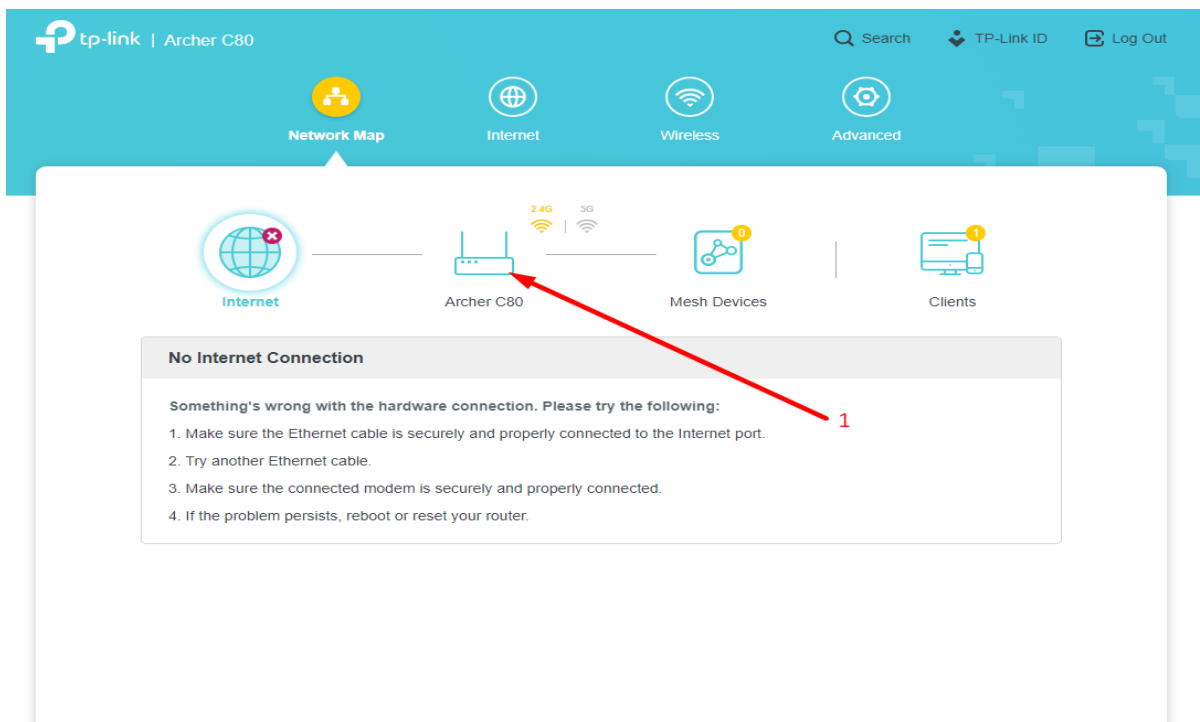 tp-link | Archer C80
Search
TP-Link ID
Log Out
Network Map
Internet
Wireless
Advanced
2.4G
5G
0
1
Internet
Archer C80
Mesh Devices
Clients
No Internet Connection
Something's wrong with the hardware connection. Please try the following:
1. Make sure the Ethernet cable is securely and properly connected to the Internet port.
1
2. Try another Ethernet cable.
3. Make sure the connected modem is securely and properly connected.
4. If the problem persists, reboot or reset your router.